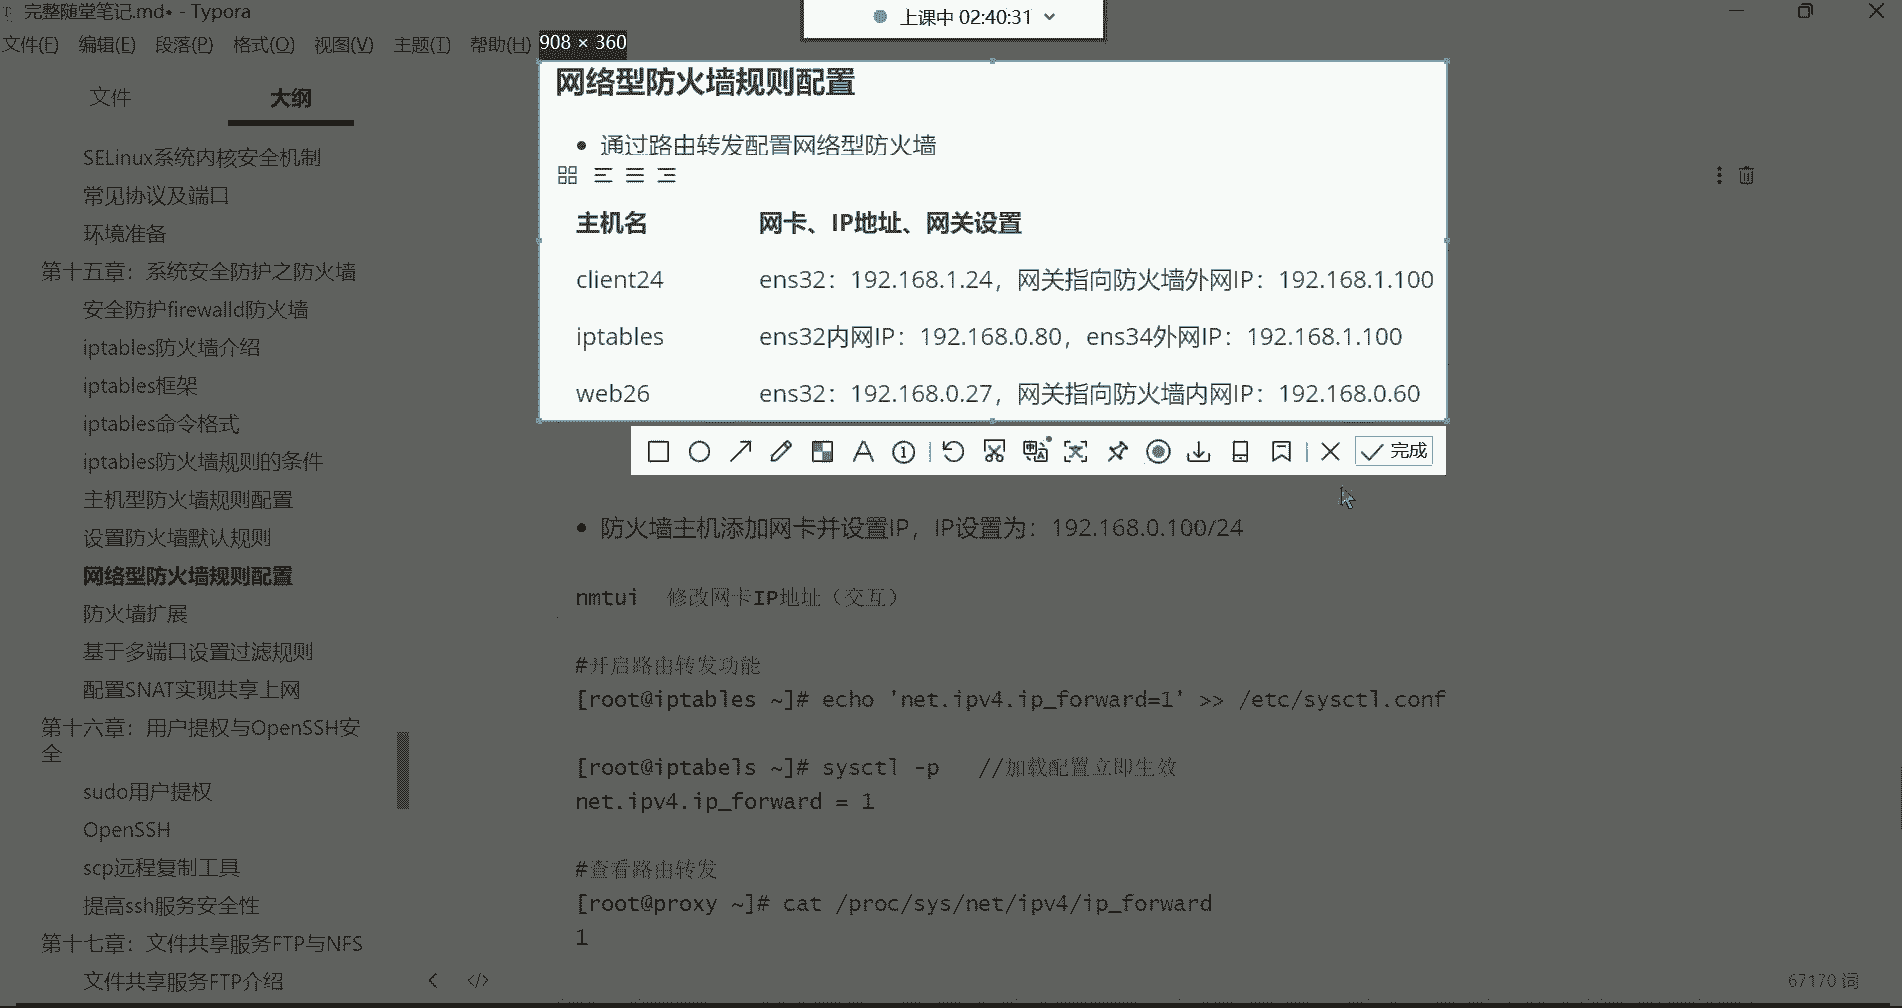 完整随堂笔记.md• - Typora
上课中 02:40:31
文件(F) 编辑(E) 段落(P) 格式(O) 视图(V) 主题(T) 帮助(H)
908 × 360
文件 大纲
SELinux系统内核安全机制
常见协议及端口
环境准备
第十五章：系统安全防护之防火墙
安全防护firewalld防火墙
iptables防火墙介绍
iptables框架
iptables命令格式
iptables防火墙规则的条件
主机型防火墙规则配置
设置防火墙默认规则
网络型防火墙规则配置
防火墙扩展
基于多端口设置过滤规则
配置SNAT实现共享上网
第十六章：用户提权与OpenSSH安
全
sudo用户提权
OpenSSH
scp远程复制工具
提高ssh服务安全性
第十七章：文件共享服务FTP与NFS
文件共享服务FTP介绍
网络型防火墙规则配置
通过路由转发配置网络型防火墙
主机名 网卡、IP地址、网关设置
client24 ens32：192.168.1.24，网关指向防火墙外网IP：192.168.1.100
iptables ens32内网IP：192.168.0.80，ens34外网IP：192.168.1.100
web26 ens32：192.168.0.27，网关指向防火墙内网IP：192.168.0.60
完成
防火墙主机添加网卡并设置IP，IP设置为：192.168.0.100/24
nmtui 修改网卡IP地址（交互）
#开启路由转发功能
[root@iptables ~]# echo 'net.ipv4.ip_forward=1' >> /etc/sysctl.conf
[root@iptabels ~]# sysctl -p //加载配置立即生效
net.ipv4.ip_forward = 1
#查看路由转发
[root@proxy ~]# cat /proc/sys/net/ipv4/ip_forward
1
67170 词